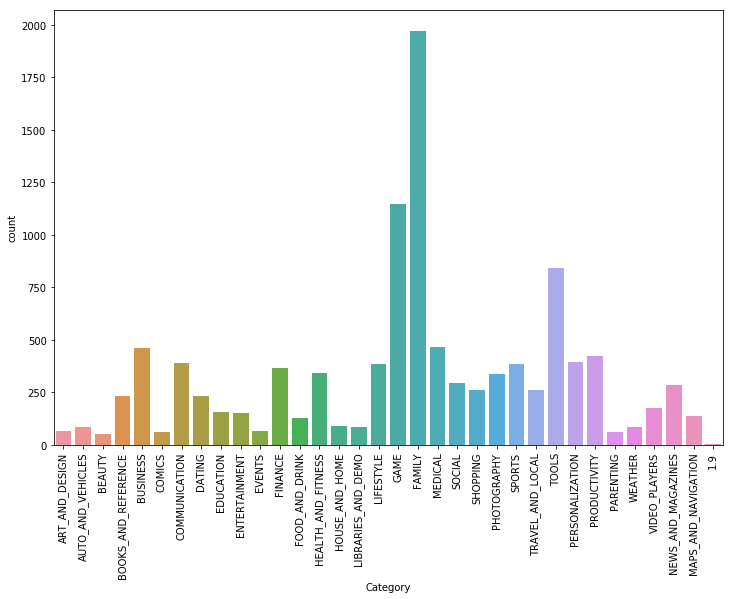 2000
1750
1500
1250
1000
750
500
250
0
count
ART_AND_DESIGN
AUTO_AND_VEHICLES
BEAUTY
BOOKS_AND_REFERENCE
BUSINESS
COMICS
COMMUNICATION
DATING
EDUCATION
ENTERTAINMENT
EVENTS
FINANCE
FOOD_AND_DRINK
HEALTH_AND_FITNESS
HOUSE_AND_HOME
LIBRARIES_AND_DEMO
LIFESTYLE
GAME
FAMILY
MEDICAL
SOCIAL
SHOPPING
PHOTOGRAPHY
SPORTS
TRAVEL_AND_LOCAL
TOOLS
PERSONALIZATION
PRODUCTIVITY
PARENTING
WEATHER
VIDEO_PLAYERS
NEWS_AND_MAGAZINES
MAPS_AND_NAVIGATION
1.9
Category